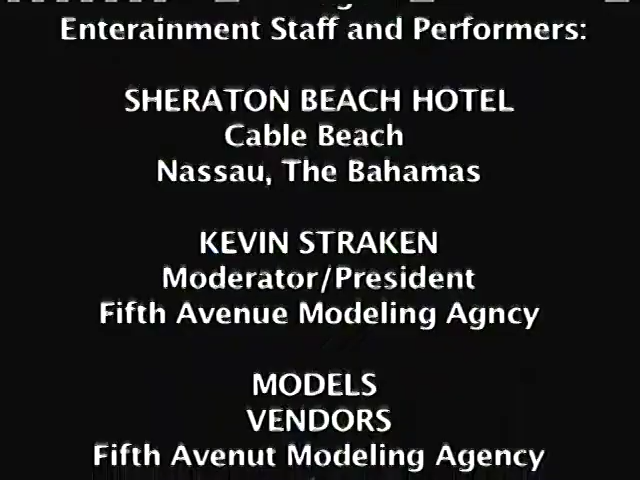 Enterainment Staff and Performers:
SHERATON BEACH HOTEL
Cable Beach
Nassau, The Bahamas
KEVIN STRAKEN
Moderator/President
Fifth Avenue Modeling Agncy
MODELS
VENDORS
Fifth Avenut Modeling Agency